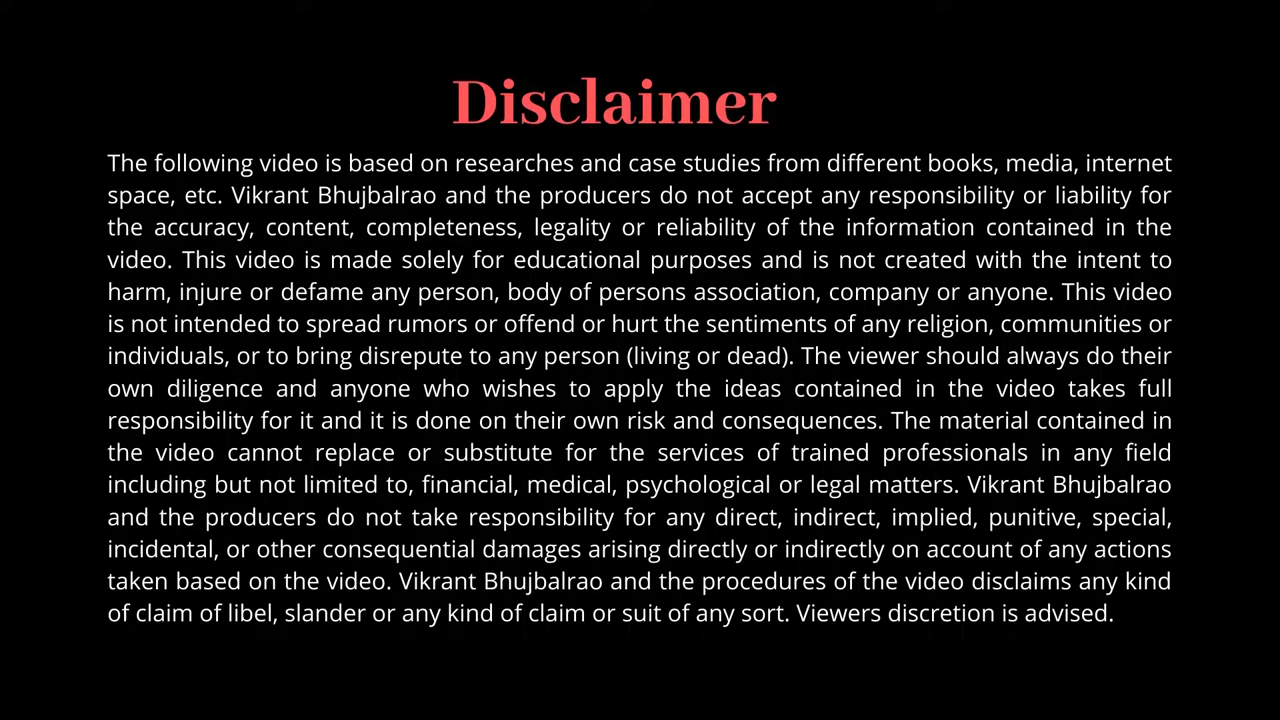 Disclaimer
The following video is based on researches and case studies from different books, media, internet
space, etc. Vikrant Bhujbalrao and the producers do not accept any responsibility or liability for
the accuracy, content, completeness, legality or reliability of the information contained in the
video. This video is made solely for educational purposes and is not created with the intent to
harm, injure or defame any person, body of persons association, company or anyone. This video
is not intended to spread rumors or offend or hurt the sentiments of any religion, communities or
individuals, or to bring disrepute to any person (living or dead). The viewer should always do their
own diligence and anyone who wishes to apply the ideas contained in the video takes full
responsibility for it and it is done on their own risk and consequences. The material contained in
the video cannot replace or substitute for the services of trained professionals in any field
including but not limited to, financial, medical, psychological or legal matters. Vikrant Bhujbalrao
and the producers do not take responsibility for any direct, indirect, implied, punitive, special,
incidental, or other consequential damages arising directly or indirectly on account of any actions
taken based on the video. Vikrant Bhujbalrao and the procedures of the video disclaims any kind
of claim of libel, slander or any kind of claim or suit of any sort. Viewers discretion is advised.